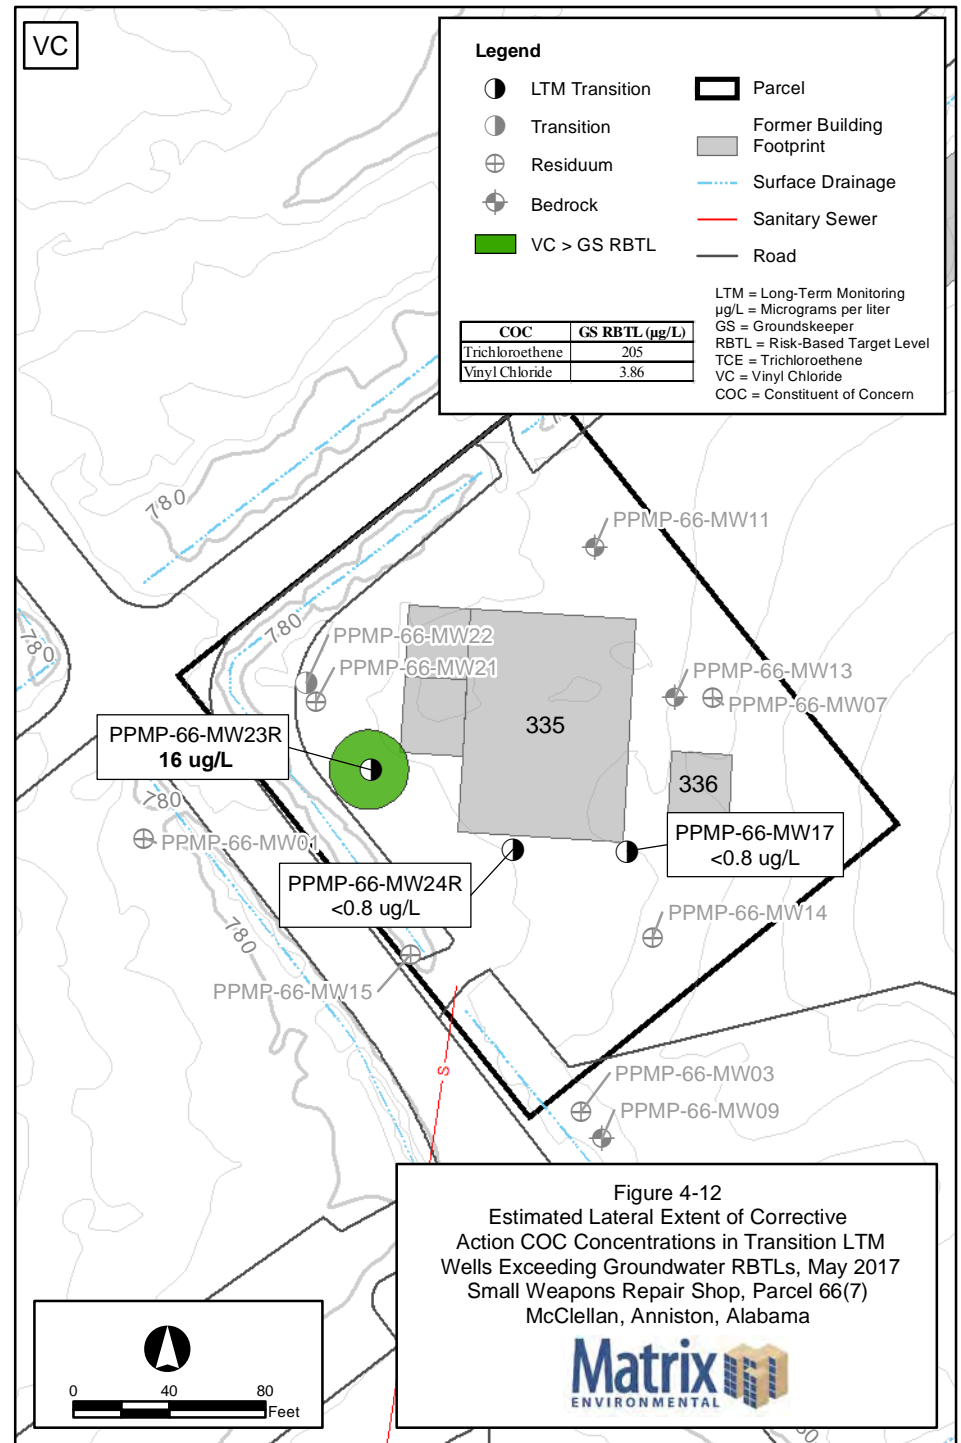 VC
Legend
LTM Transition
Transition
Residuum
Bedrock
VC > GS RBTL
Parcel
Former Building
Footprint
Surface Drainage
Sanitary Sewer
Road
LTM = Long-Term Monitoring
µg/L = Micrograms per liter
GS = Groundskeeper
RBTL = Risk-Based Target Level
TCE = Trichloroethene
VC = Vinyl Chloride
COC = Constituent of Concern
COC GS RBTL (µg/L)
Trichloroethene 205
Vinyl Chloride 3.86
780
PPMP-66-MW11
780
780
PPMP-66-MW22
PPMP-66-MW21
PPMP-66-MW13
PPMP-66-MW07
335
PPMP-66-MW23R
16 ug/L
336
780
PPMP-66-MW01
PPMP-66-MW17
<0.8 ug/L
PPMP-66-MW24R
<0.8 ug/L
PPMP-66-MW14
780
PPMP-66-MW15
S
PPMP-66-MW03
PPMP-66-MW09
Figure 4-12
Estimated Lateral Extent of Corrective
Action COC Concentrations in Transition LTM
Wells Exceeding Groundwater RBTLs, May 2017
Small Weapons Repair Shop, Parcel 66(7)
McClellan, Anniston, Alabama
Matrix
ENVIRONMENTAL
0 40 80
Feet